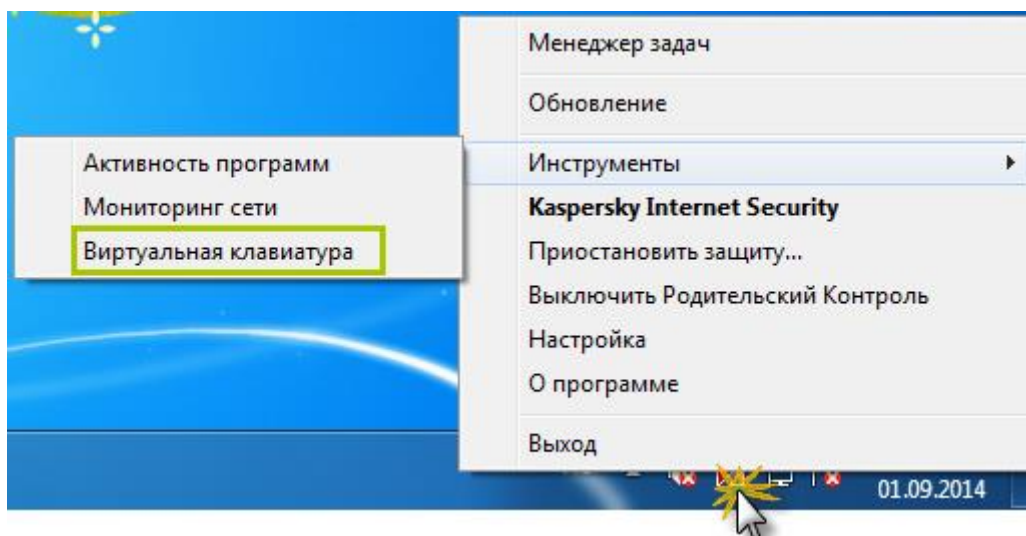 Менеджер задач
Обновление
Инструменты
Kaspersky Internet Security
Приостановить защиту...
Выключить Родительский Контроль
Настройка
О программе
Выход
Активность программ
Мониторинг сети
Виртуальная клавиатура
01.09.2014